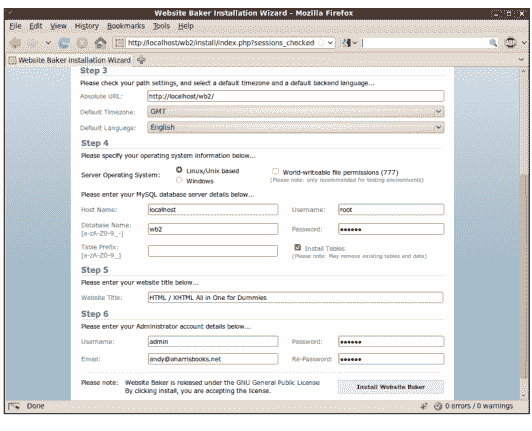 Website Baker Installation Wizard - Mozilla Firefox
File Edit View History Bookmarks Tools Help
http://localhost/wb2/install/index.php?sessions_checked
Website Baker Installation Wizard
Step 3
Please check your path settings, and select a default timezone and a default backend language...
Absolute URL: http://localhost/wb2/
Default Timezone: GMT
Default Language: English
Step 4
Please specify your operating system information below...
Server Operating System: Linux/Unix based World-writeable file permissions (777)
Windows (Please note: only recommended for testing environments)
Please enter your MySQL database server details below...
Host Name: localhost Username: root
Database Name: wb2 Password: ••••••
[a-zA-Z0-9_-]
Table Prefix: Install Tables
[a-zA-Z0-9_] (Please note: May remove existing tables and data)
Step 5
Please enter your website title below...
Website Title: HTML / XHTML All in One for Dummies
Step 6
Please enter your Administrator account details below...
Username: admin Password: ••••••
Email: andy@aharrisbooks.net Re-Password: ••••••
Please note: Website Baker is released under the GNU General Public License
By clicking install, you are accepting the license.
Install Website Baker
Done 0 errors / 0 warnings